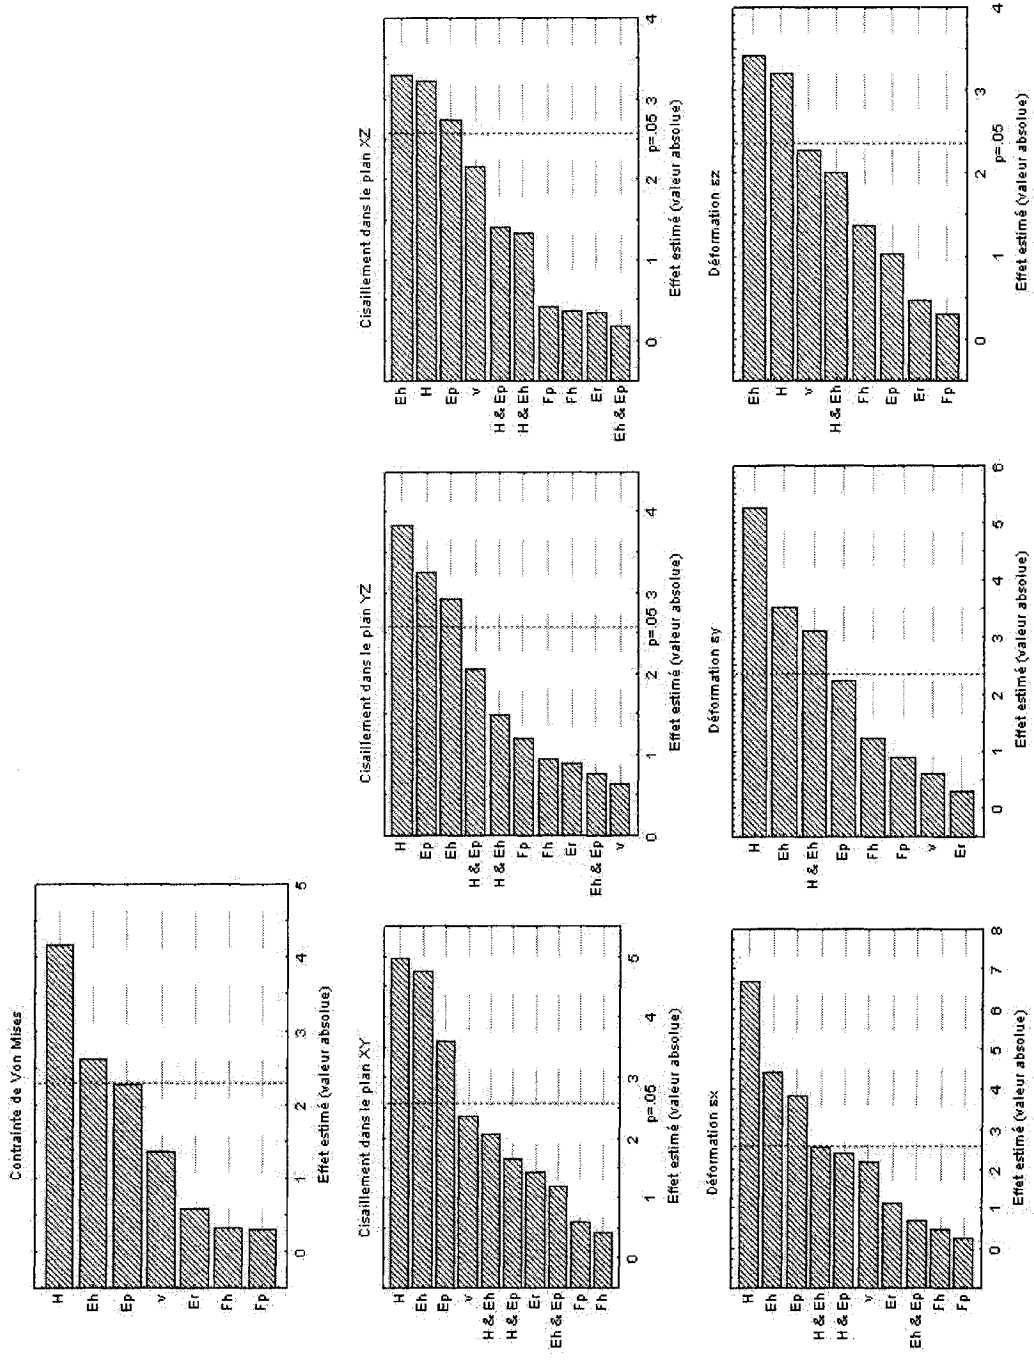 Contrainte de Von Mises
H
Eh
Ep
v
Er
Fh
Fp
0 1 2 3 4 5
Effet estimé (valeur absolue)
Cisaillement dans le plan XY
H
Eh
Ep
v
H & Eh
H & Ep
Er
Eh & Ep
Fp
Fh
0 1 2 3 4 5
p=.05
Effet estimé (valeur absolue)
Cisaillement dans le plan YZ
H
Ep
Eh
H & Ep
H & Eh
Fp
Fh
Er
Eh & Ep
v
0 1 2 3 4
p=.05
Effet estimé (valeur absolue)
Cisaillement dans le plan XZ
Eh
H
Ep
v
H & Ep
H & Eh
Fp
Fh
Er
Eh & Ep
0 1 2 3 4
p=.05
Effet estimé (valeur absolue)
Déformation εx
H
Eh
Ep
H & Eh
H & Ep
v
Er
Eh & Ep
Fh
Fp
0 1 2 3 4 5 6 7 8
Effet estimé (valeur absolue)
Déformation εy
H
Eh
H & Eh
Ep
Fh
Fp
v
Er
0 1 2 3 4 5 6
Effet estimé (valeur absolue)
Déformation εz
Eh
H
v
H & Eh
Fh
Ep
Er
Fp
0 1 2 3 4
p=.05
Effet estimé (valeur absolue)